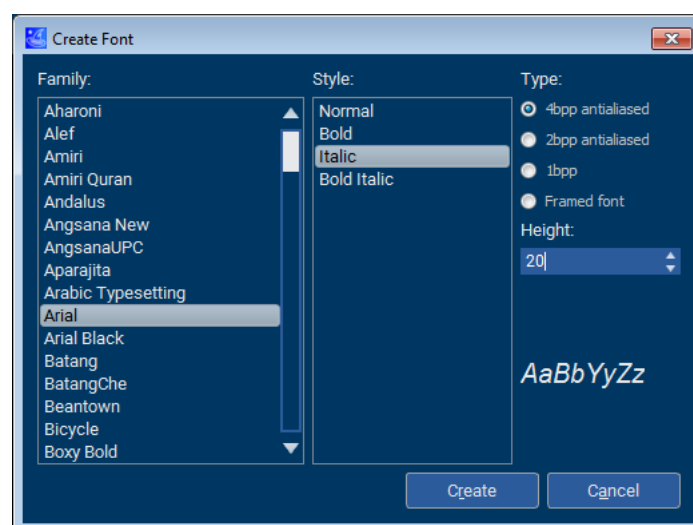 Create Font
Family:
Aharoni
Alef
Amiri
Amiri Quran
Andalus
Angsana New
AngsanaUPC
Aparajita
Arabic Typesetting
Arial
Arial Black
Batang
BatangChe
Beantown
Bicycle
Boxy Bold
Style:
Normal
Bold
Italic
Bold Italic
Type:
4bpp antialiased
2bpp antialiased
1bpp
Framed font
Height:
20
AaBbYyZz
Create
Cancel